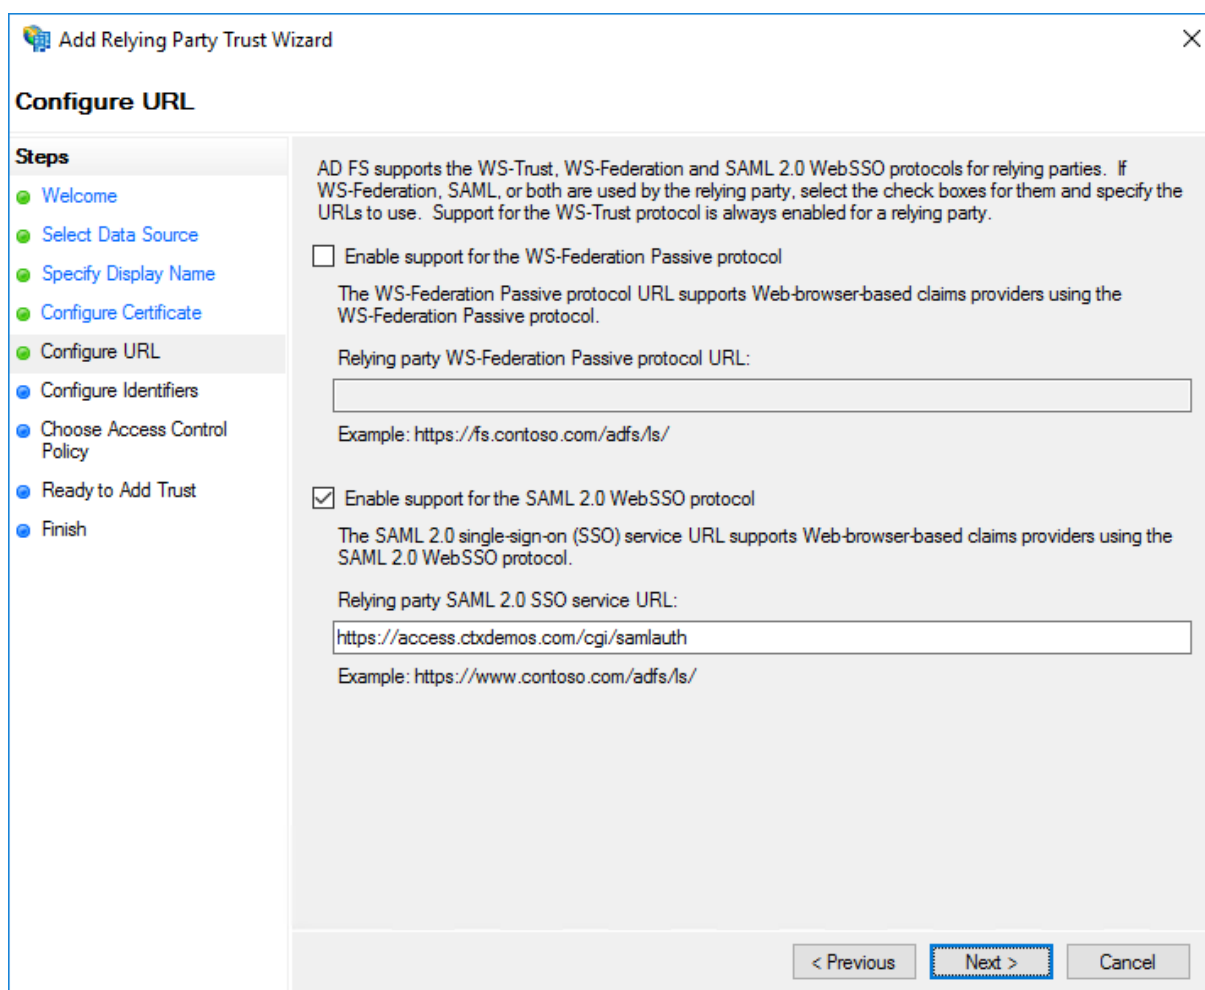 Add Relying Party Trust Wizard
Configure URL
Steps
Welcome
Select Data Source
Specify Display Name
Configure Certificate
Configure URL
Configure Identifiers
Choose Access Control
Policy
Ready to Add Trust
Finish
AD FS supports the WS-Trust, WS-Federation and SAML 2.0 WebSSO protocols for relying parties.  If
WS-Federation, SAML, or both are used by the relying party, select the check boxes for them and specify the
URLs to use.  Support for the WS-Trust protocol is always enabled for a relying party.
Enable support for the WS-Federation Passive protocol
The WS-Federation Passive protocol URL supports Web-browser-based claims providers using the
WS-Federation Passive protocol.
Relying party WS-Federation Passive protocol URL:
Example: https://fs.contoso.com/adfs/ls/
Enable support for the SAML 2.0 WebSSO protocol
The SAML 2.0 single-sign-on (SSO) service URL supports Web-browser-based claims providers using the
SAML 2.0 WebSSO protocol.
Relying party SAML 2.0 SSO service URL:
https://access.ctxdemos.com/cgi/samlauth
Example: https://www.contoso.com/adfs/ls/
< Previous
Next >
Cancel